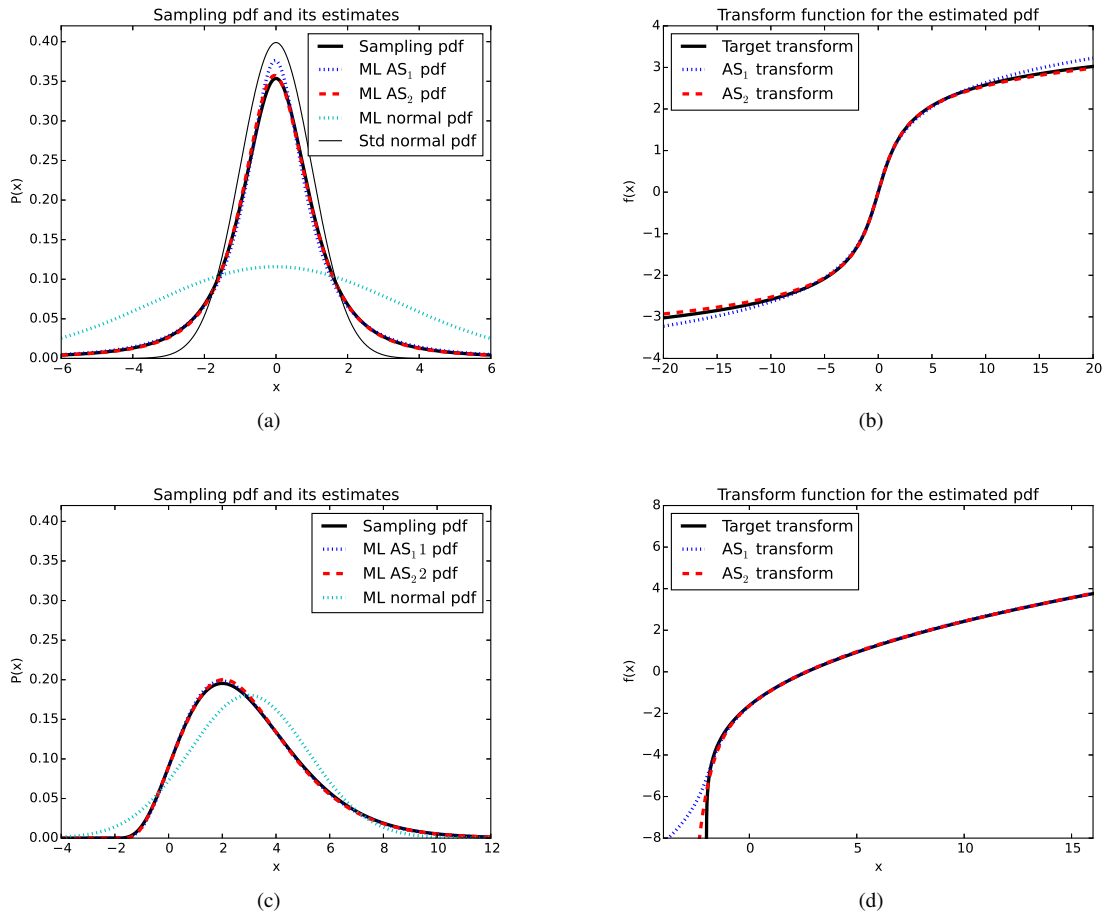 Sampling pdf and its estimates
0.40
0.35
0.30
0.25
0.20
0.15
0.10
0.05
0.00
P(x)
Sampling pdf
ML AS₁ pdf
ML AS₂ pdf
ML normal pdf
Std normal pdf
−6 −4 −2 0 2 4 6
x
(a)
Transform function for the estimated pdf
4
3
2
1
0
−1
−2
−3
−4
f(x)
Target transform
AS₁ transform
AS₂ transform
−20 −15 −10 −5 0 5 10 15 20
x
(b)
Sampling pdf and its estimates
0.40
0.35
0.30
0.25
0.20
0.15
0.10
0.05
0.00
P(x)
Sampling pdf
ML AS₁1 pdf
ML AS₂2 pdf
ML normal pdf
−4 −2 0 2 4 6 8 10 12
x
(c)
Transform function for the estimated pdf
8
6
4
2
0
−2
−4
−6
−8
f(x)
Target transform
AS₁ transform
AS₂ transform
0 5 10 15
x
(d)